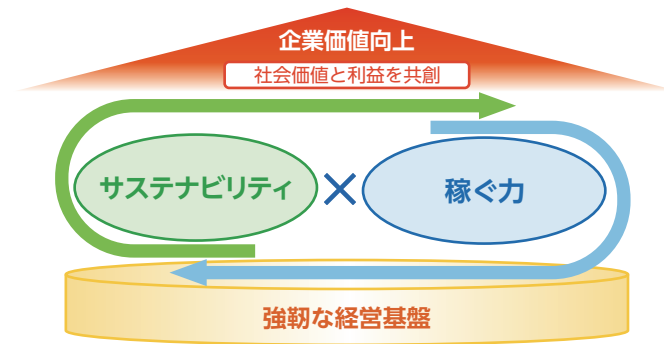 企業価値向上
社会価値と利益を共創
サステナビリティ
×
稼ぐ力
強靭な経営基盤